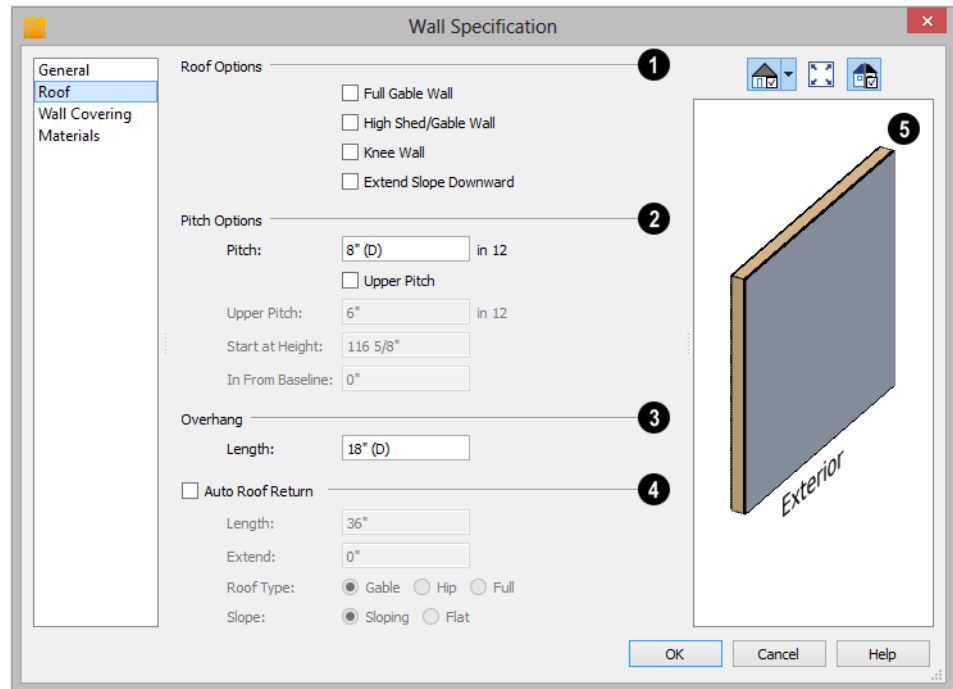 Wall Specification
General
Roof
Wall Covering
Materials
Roof Options
1
Full Gable Wall
High Shed/Gable Wall
Knee Wall
Extend Slope Downward
Pitch Options
2
Pitch: 8" (D) in 12
Upper Pitch
Upper Pitch: 6" in 12
Start at Height: 116 5/8"
In From Baseline: 0"
Overhang
3
Length: 18" (D)
Auto Roof Return
4
Length: 36"
Extend: 0"
Roof Type: Gable Hip Full
Slope: Sloping Flat
5
Exterior
OK Cancel Help